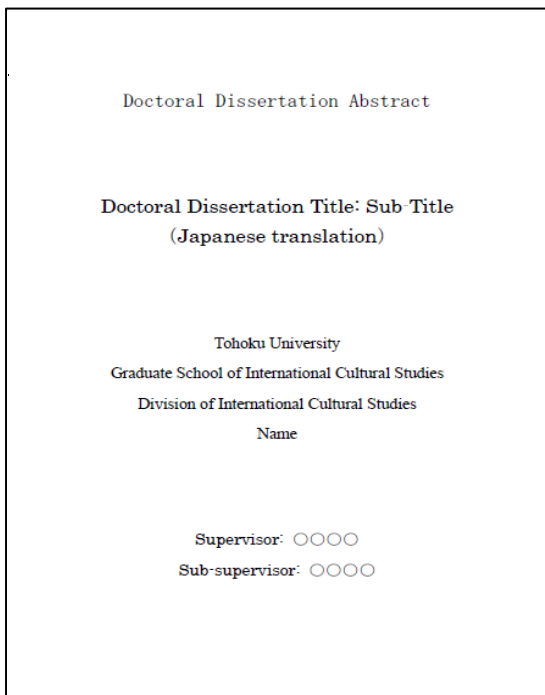 Doctoral Dissertation Abstract
Doctoral Dissertation Title: Sub-Title
(Japanese translation)
Tohoku University
Graduate School of International Cultural Studies
Division of International Cultural Studies
Name
Supervisor: ○○○○
Sub-supervisor: ○○○○